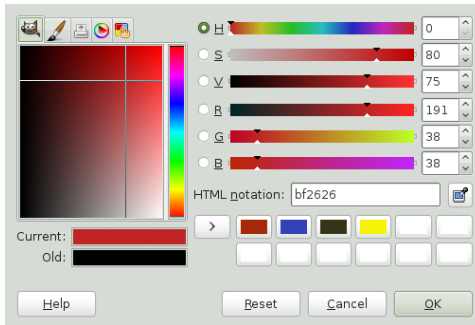 H 0
S 80
V 75
R 191
G 38
B 38
HTML notation: bf2626
Current:
Old:
Help Reset Cancel OK